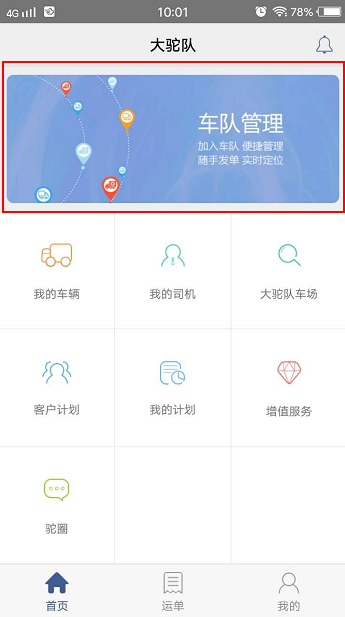 4G 10:01 78%
大驼队
车队管理
加入车队 便捷管理
随手发单 实时定位
我的车辆 我的司机 大驼队车场
客户计划 我的计划 增值服务
驼圈
首页 运单 我的